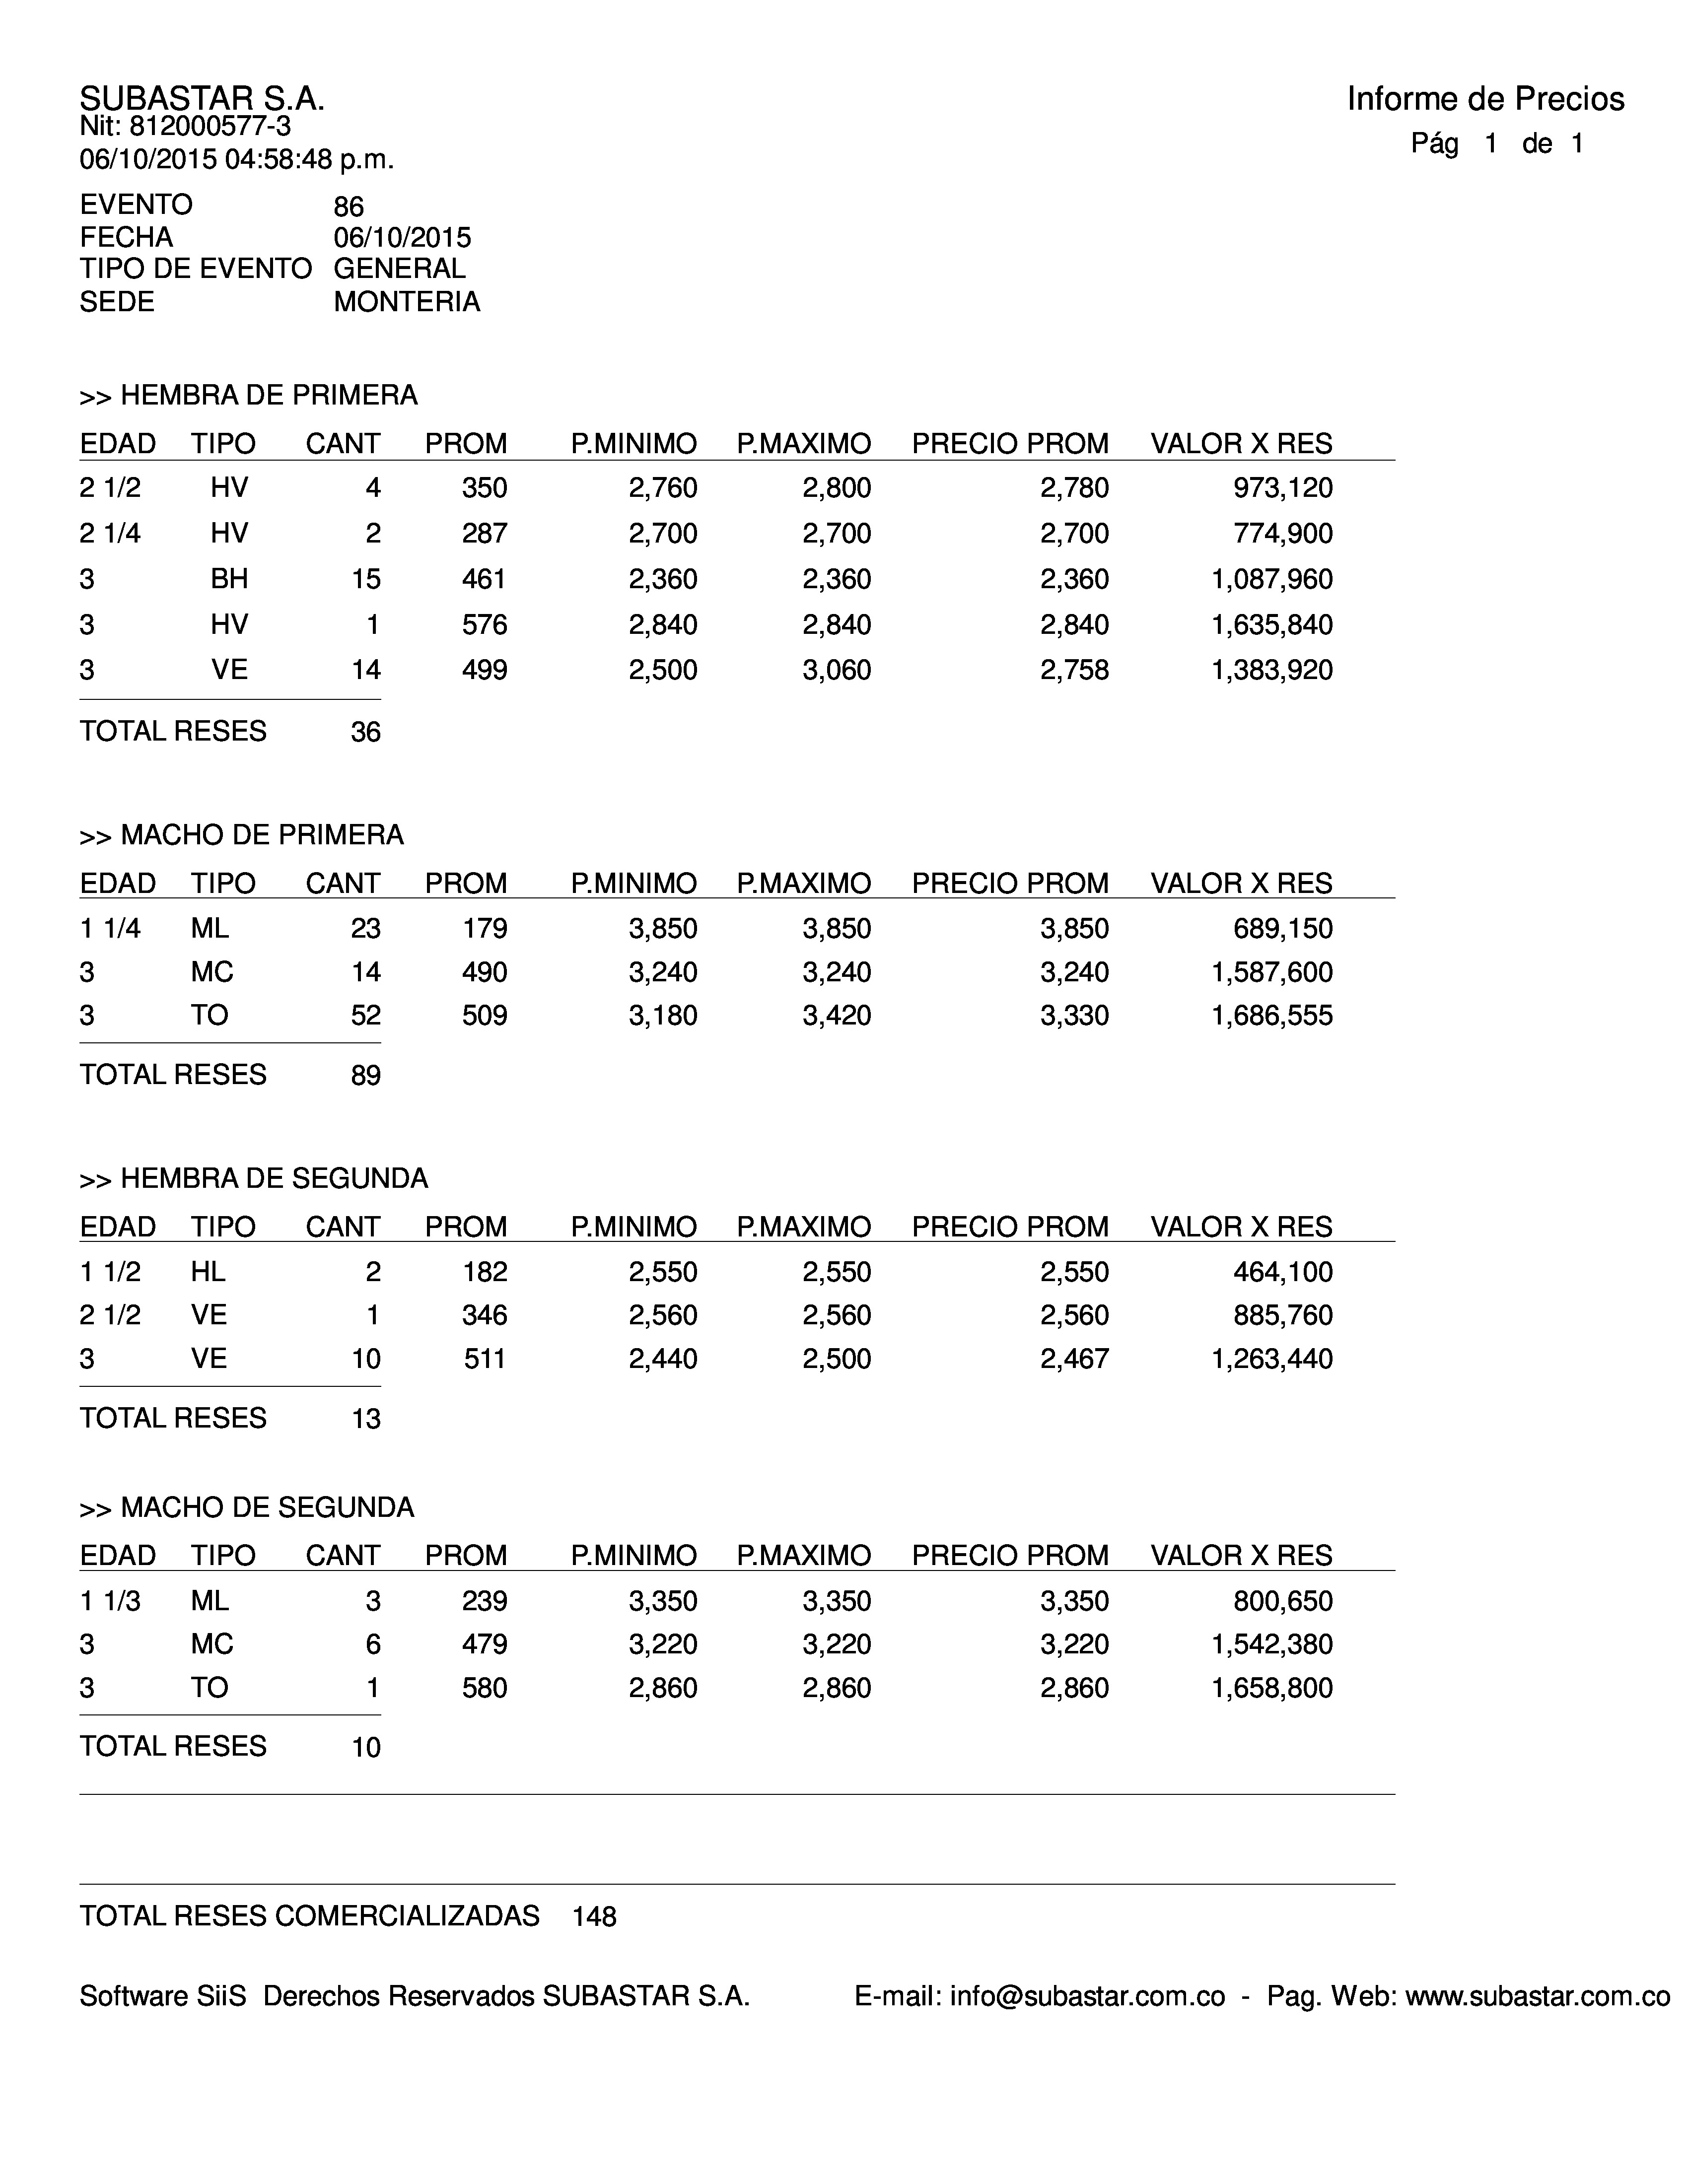 SUBASTAR S.A.
Nit: 812000577-3
06/10/2015 04:58:48 p.m.
Informe de Precios
Pág 1 de 1
EVENTO 86
FECHA 06/10/2015
TIPO DE EVENTO GENERAL
SEDE MONTERIA
>> HEMBRA DE PRIMERA
EDAD TIPO CANT PROM P.MINIMO P.MAXIMO PRECIO PROM VALOR X RES
2 1/2 HV 4 350 2,760 2,800 2,780 973,120
2 1/4 HV 2 287 2,700 2,700 2,700 774,900
3 BH 15 461 2,360 2,360 2,360 1,087,960
3 HV 1 576 2,840 2,840 2,840 1,635,840
3 VE 14 499 2,500 3,060 2,758 1,383,920
TOTAL RESES 36
>> MACHO DE PRIMERA
EDAD TIPO CANT PROM P.MINIMO P.MAXIMO PRECIO PROM VALOR X RES
1 1/4 ML 23 179 3,850 3,850 3,850 689,150
3 MC 14 490 3,240 3,240 3,240 1,587,600
3 TO 52 509 3,180 3,420 3,330 1,686,555
TOTAL RESES 89
>> HEMBRA DE SEGUNDA
EDAD TIPO CANT PROM P.MINIMO P.MAXIMO PRECIO PROM VALOR X RES
1 1/2 HL 2 182 2,550 2,550 2,550 464,100
2 1/2 VE 1 346 2,560 2,560 2,560 885,760
3 VE 10 511 2,440 2,500 2,467 1,263,440
TOTAL RESES 13
>> MACHO DE SEGUNDA
EDAD TIPO CANT PROM P.MINIMO P.MAXIMO PRECIO PROM VALOR X RES
1 1/3 ML 3 239 3,350 3,350 3,350 800,650
3 MC 6 479 3,220 3,220 3,220 1,542,380
3 TO 1 580 2,860 2,860 2,860 1,658,800
TOTAL RESES 10
TOTAL RESES COMERCIALIZADAS 148
Software SiiS Derechos Reservados SUBASTAR S.A. E-mail: info@subastar.com.co - Pag. Web: www.subastar.com.co